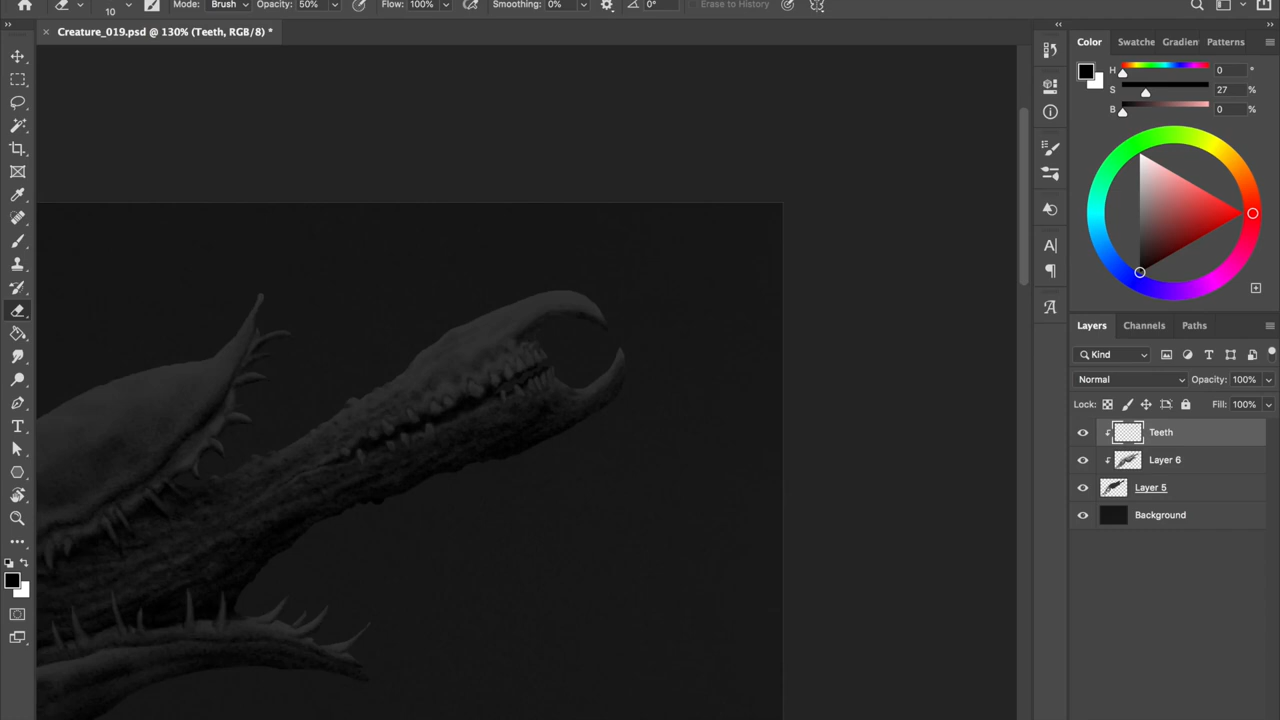 10 Mode: Brush Opacity: 50% Flow: 100% Smoothing: 0% 0° Erase to History
Creature_019.psd @ 130% (Teeth, RGB/8) *
Color Swatche Gradien Patterns
H 0 °
S 27 %
B 0 %
Layers Channels Paths
Kind
Normal Opacity: 100%
Lock: Fill: 100%
Teeth
Layer 6
Layer 5
Background